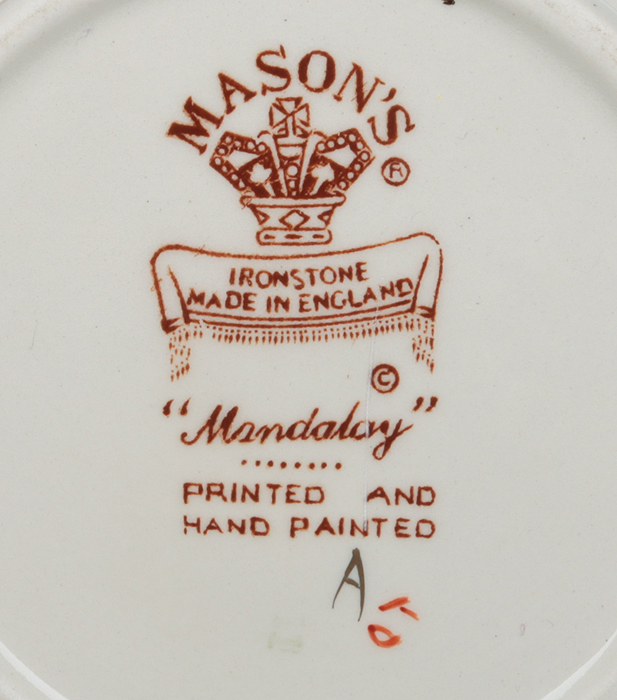 MASON'S
®
IRONSTONE
MADE IN ENGLAND
©
"Mandalay"
PRINTED AND
HAND PAINTED
A